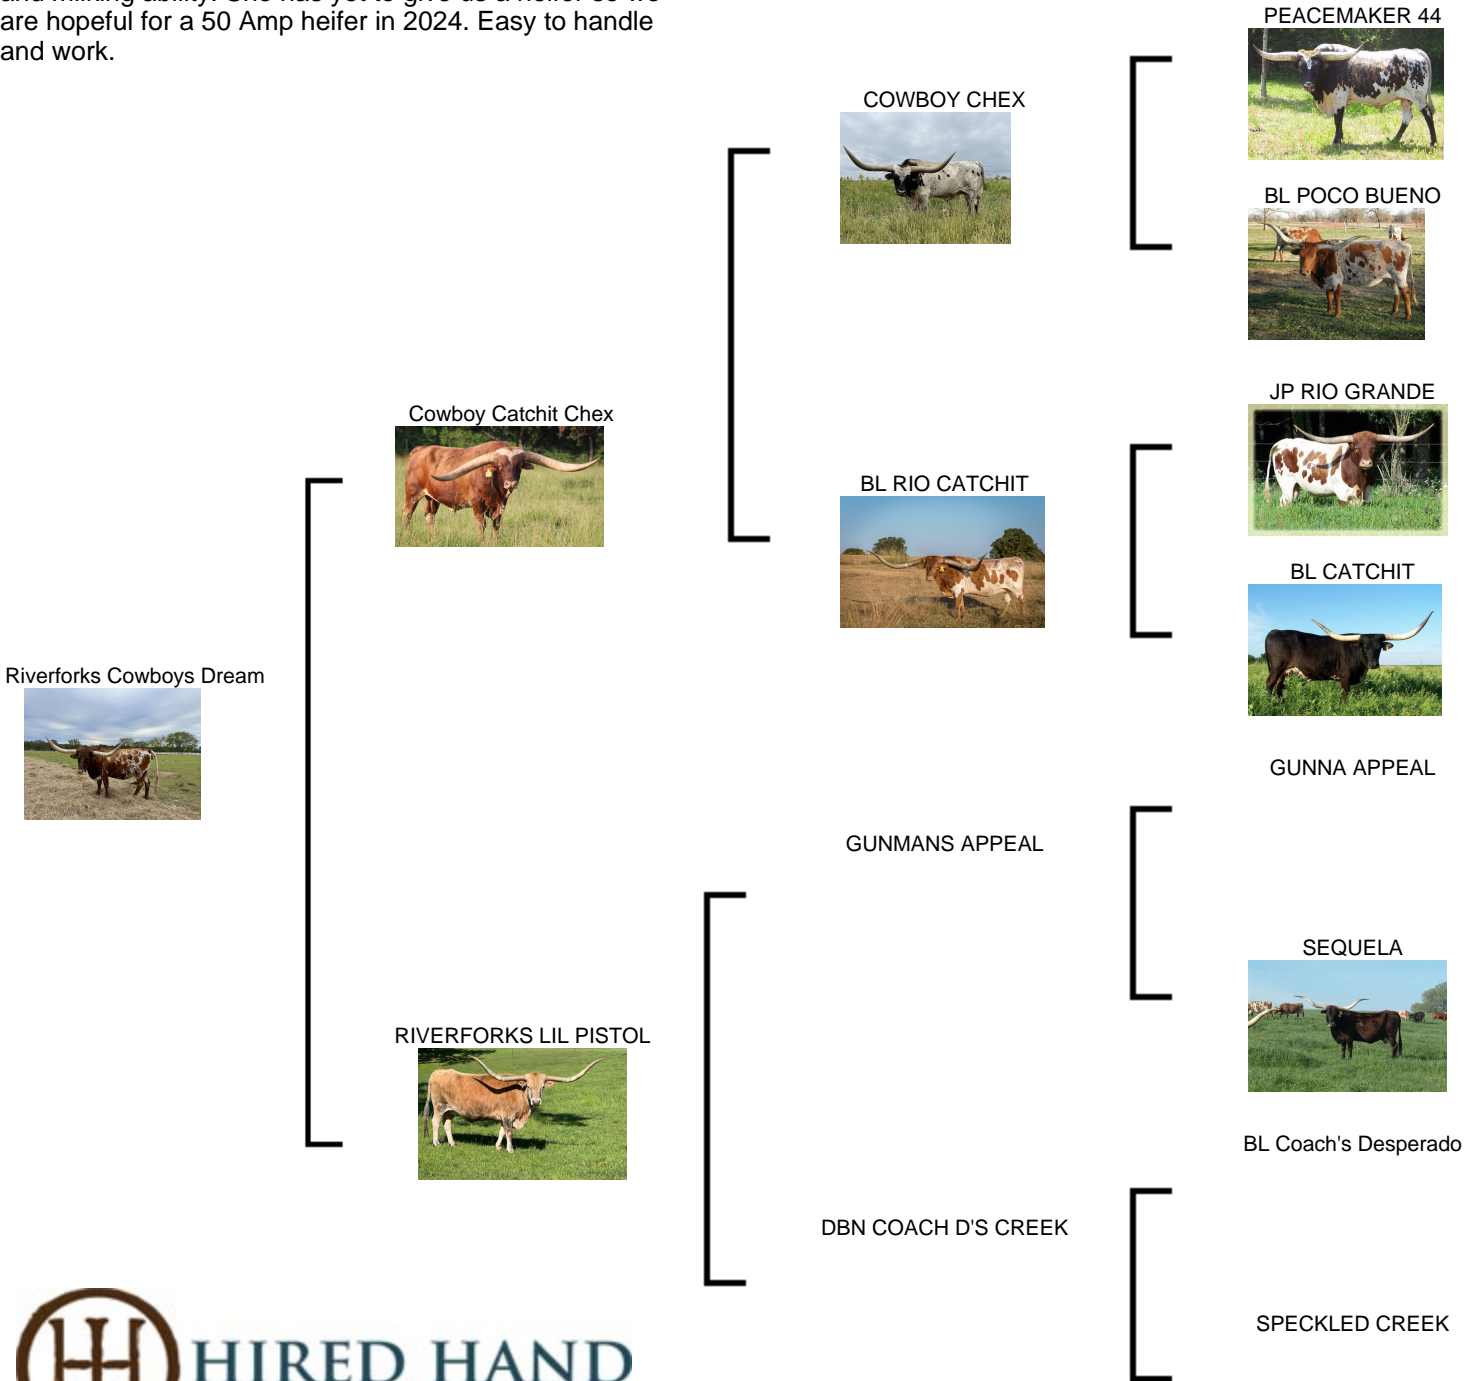 are hopeful for a 50 Amp heifer in 2024. Easy to handle
and work.
PEACEMAKER 44
COWBOY CHEX
BL POCO BUENO
JP RIO GRANDE
Cowboy Catchit Chex
BL RIO CATCHIT
BL CATCHIT
Riverforks Cowboys Dream
GUNNA APPEAL
GUNMANS APPEAL
SEQUELA
RIVERFORKS LIL PISTOL
BL Coach's Desperado
DBN COACH D'S CREEK
SPECKLED CREEK
HIRED HAND